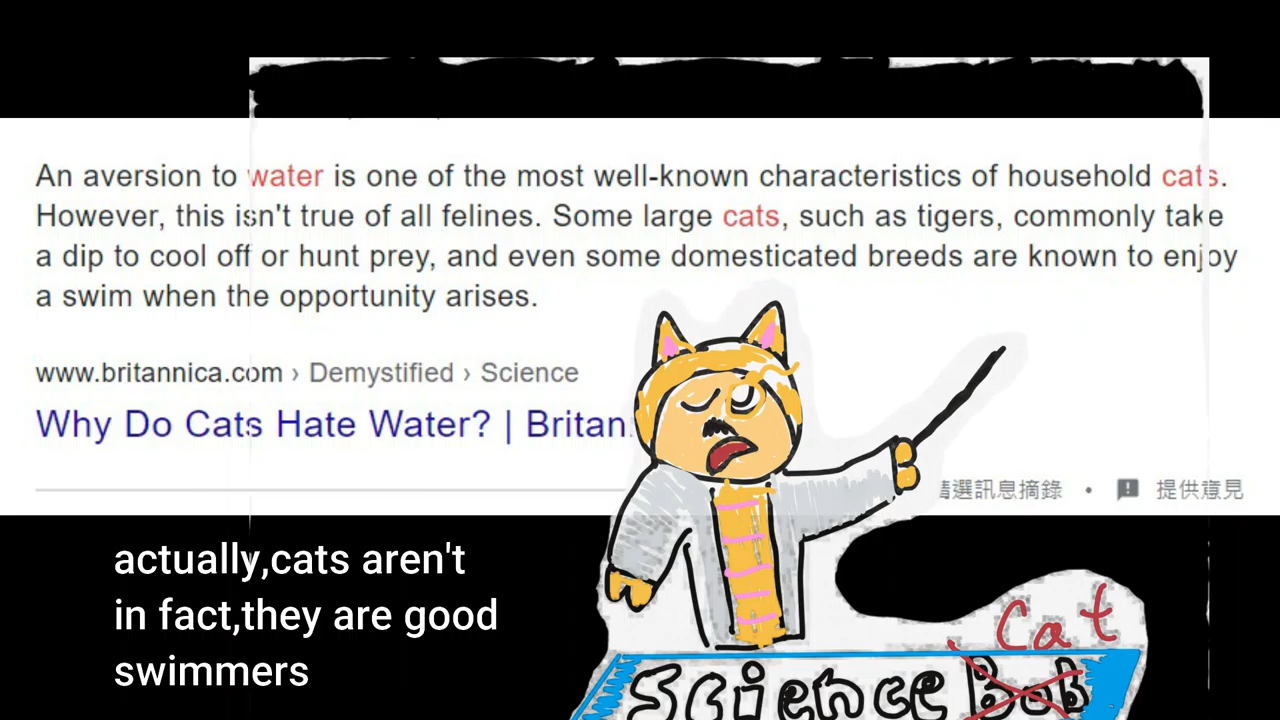 An aversion to water is one of the most well-known characteristics of household cats.
However, this isn't true of all felines. Some large cats, such as tigers, commonly take
a dip to cool off or hunt prey, and even some domesticated breeds are known to enjoy
a swim when the opportunity arises.
www.britannica.com › Demystified › Science
Why Do Cats Hate Water? | Britan
精選訊息摘錄 • 提供意見
actually,cats aren't
in fact,they are good
swimmers
Cat
Science Bob